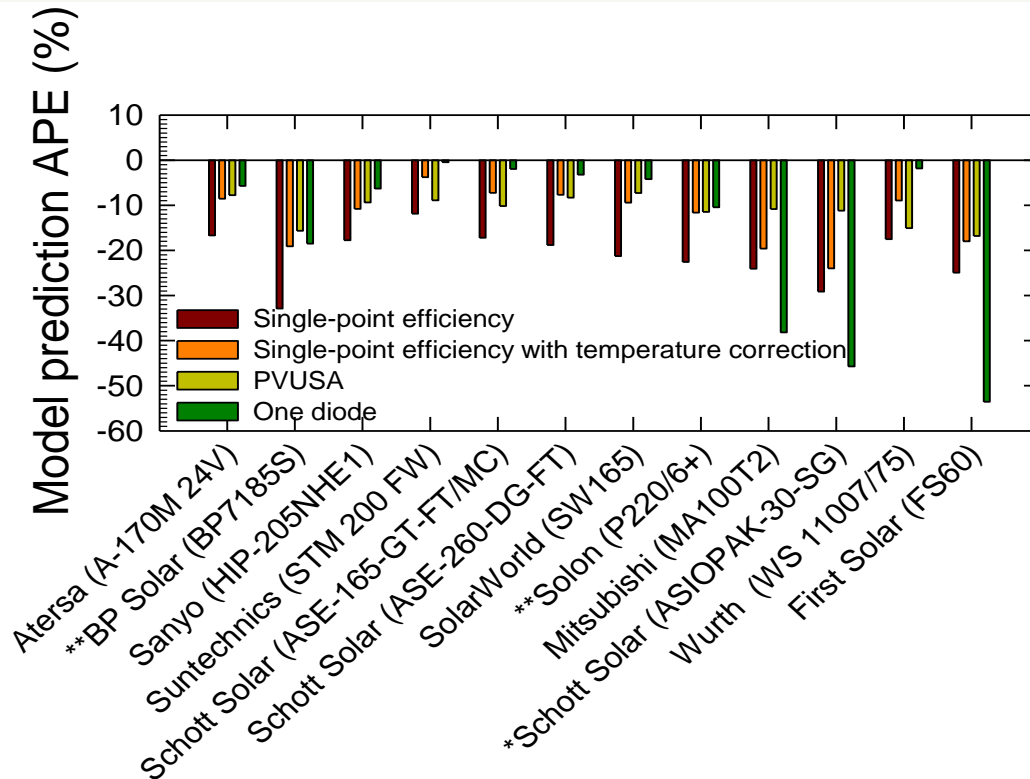 Model prediction APE (%)
10
0
-10
-20
-30
-40
-50
-60
Single-point efficiency
Single-point efficiency with temperature correction
PVUSA
One diode
Atersa (A-170M 24V)
**BP Solar (BP7185S)
Sanyo (HIP-205NHE1)
Suntechnics (STM 200 FW)
Schott Solar (ASE-165-GT-FT/MC)
Schott Solar (ASE-260-DG-FT)
SolarWorld (SW165)
**Solon (P220/6+)
Mitsubishi (MA100T2)
*Schott Solar (ASIOPAK-30-SG)
Wurth (WS 11007/75)
First Solar (FS60)